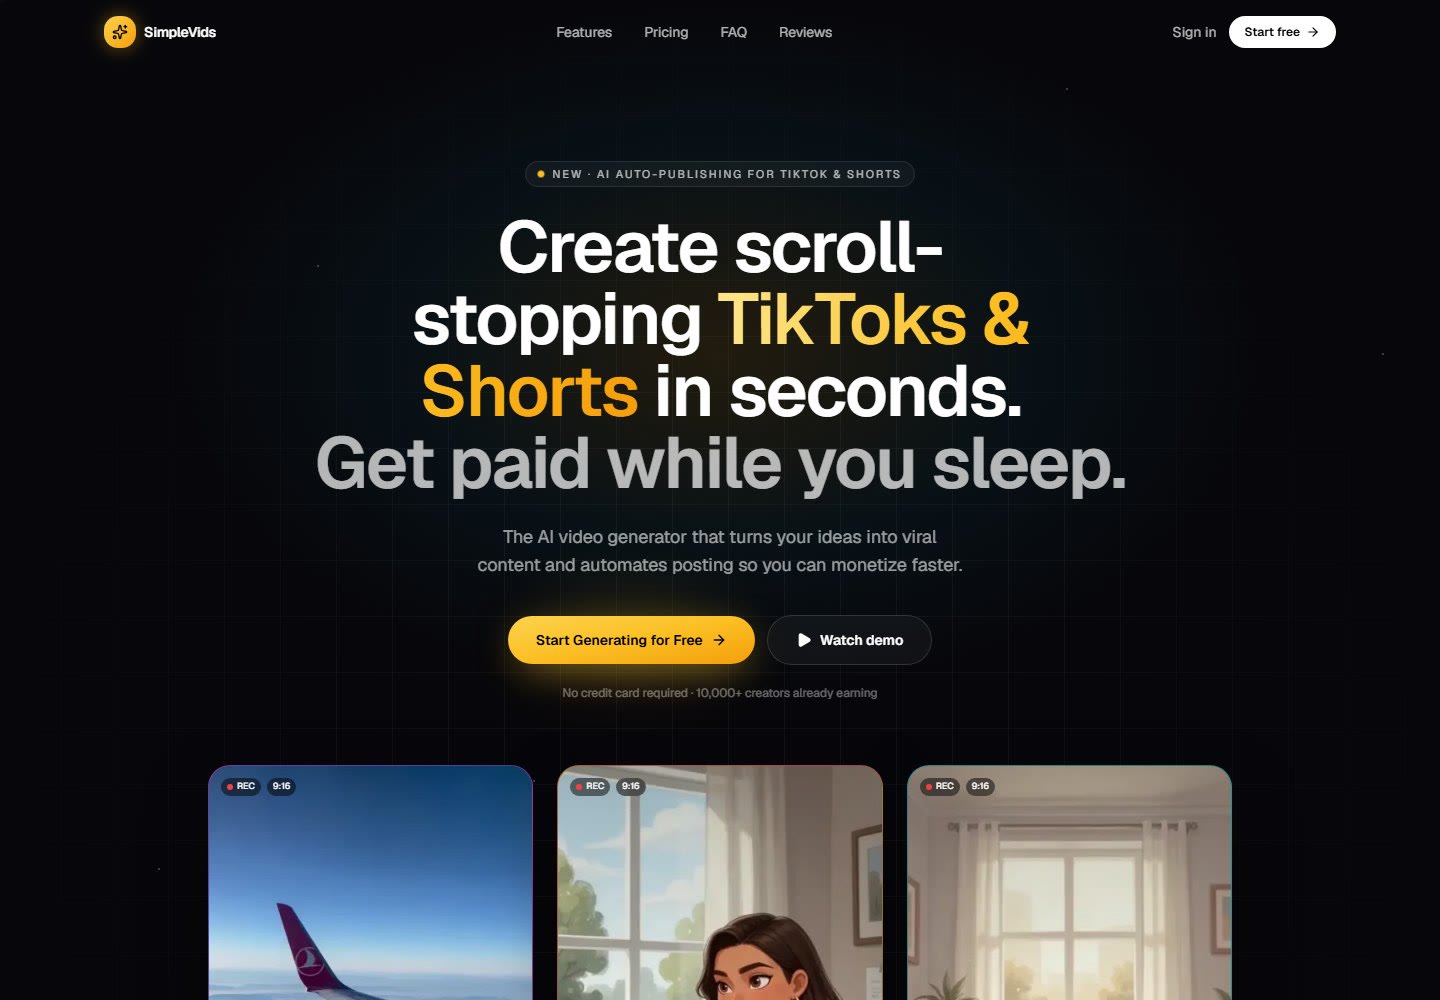 SimpleVids
Features
Pricing
FAQ
Reviews
Sign in
Start free
NEW · AI AUTO-PUBLISHING FOR TIKTOK & SHORTS
Create scroll-
stopping TikToks &
Shorts in seconds.
Get paid while you sleep.
The AI video generator that turns your ideas into viral
content and automates posting so you can monetize faster.
Start Generating for Free
Watch demo
No credit card required · 10,000+ creators already earning
REC 9:16
REC 9:16
REC 9:16